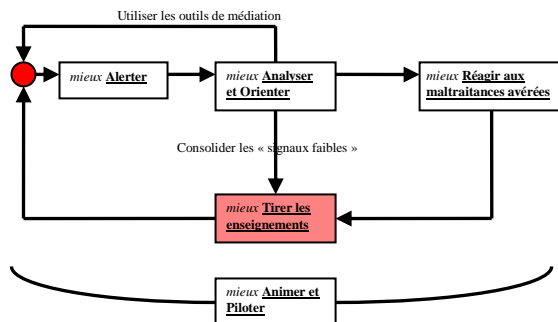 Utiliser les outils de médiation
mieux Alerter
mieux Analyser
et Orienter
mieux Réagir aux
maltraitances avérées
Consolider les « signaux faibles »
mieux Tirer les
enseignements
mieux Animer et
Piloter